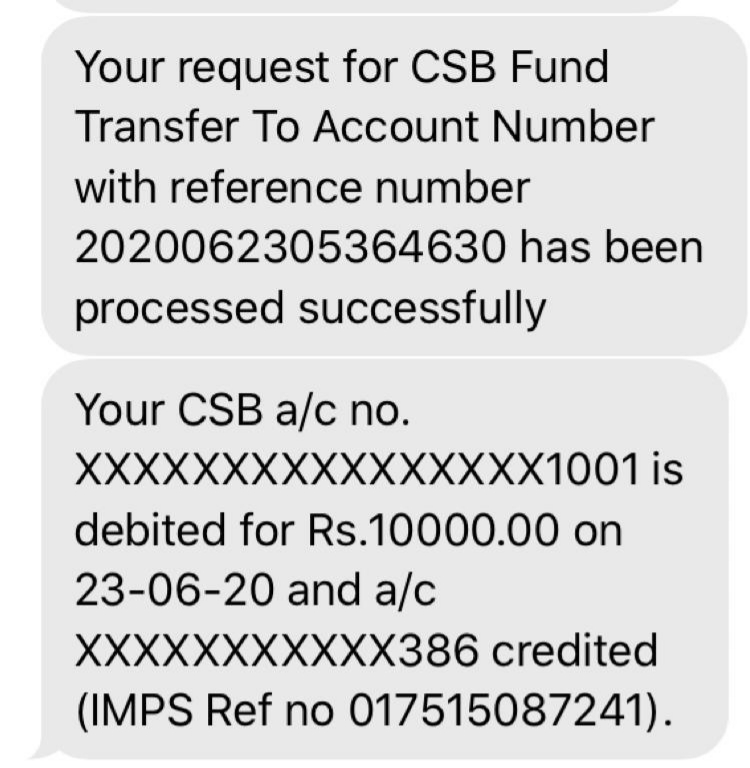 Your request for CSB Fund
Transfer To Account Number
with reference number
2020062305364630 has been
processed successfully
Your CSB a/c no.
XXXXXXXXXXXXXXXX1001 is
debited for Rs.10000.00 on
23-06-20 and a/c
XXXXXXXXXXX386 credited
(IMPS Ref no 017515087241).